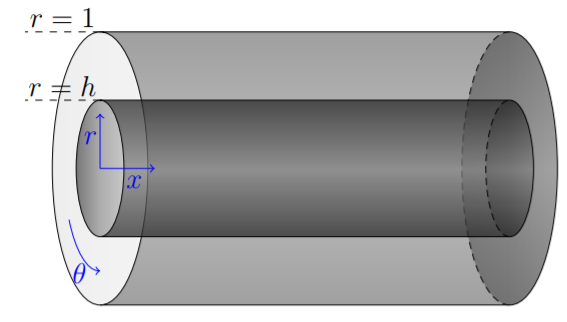 r = 1
r = h
r
x
θ